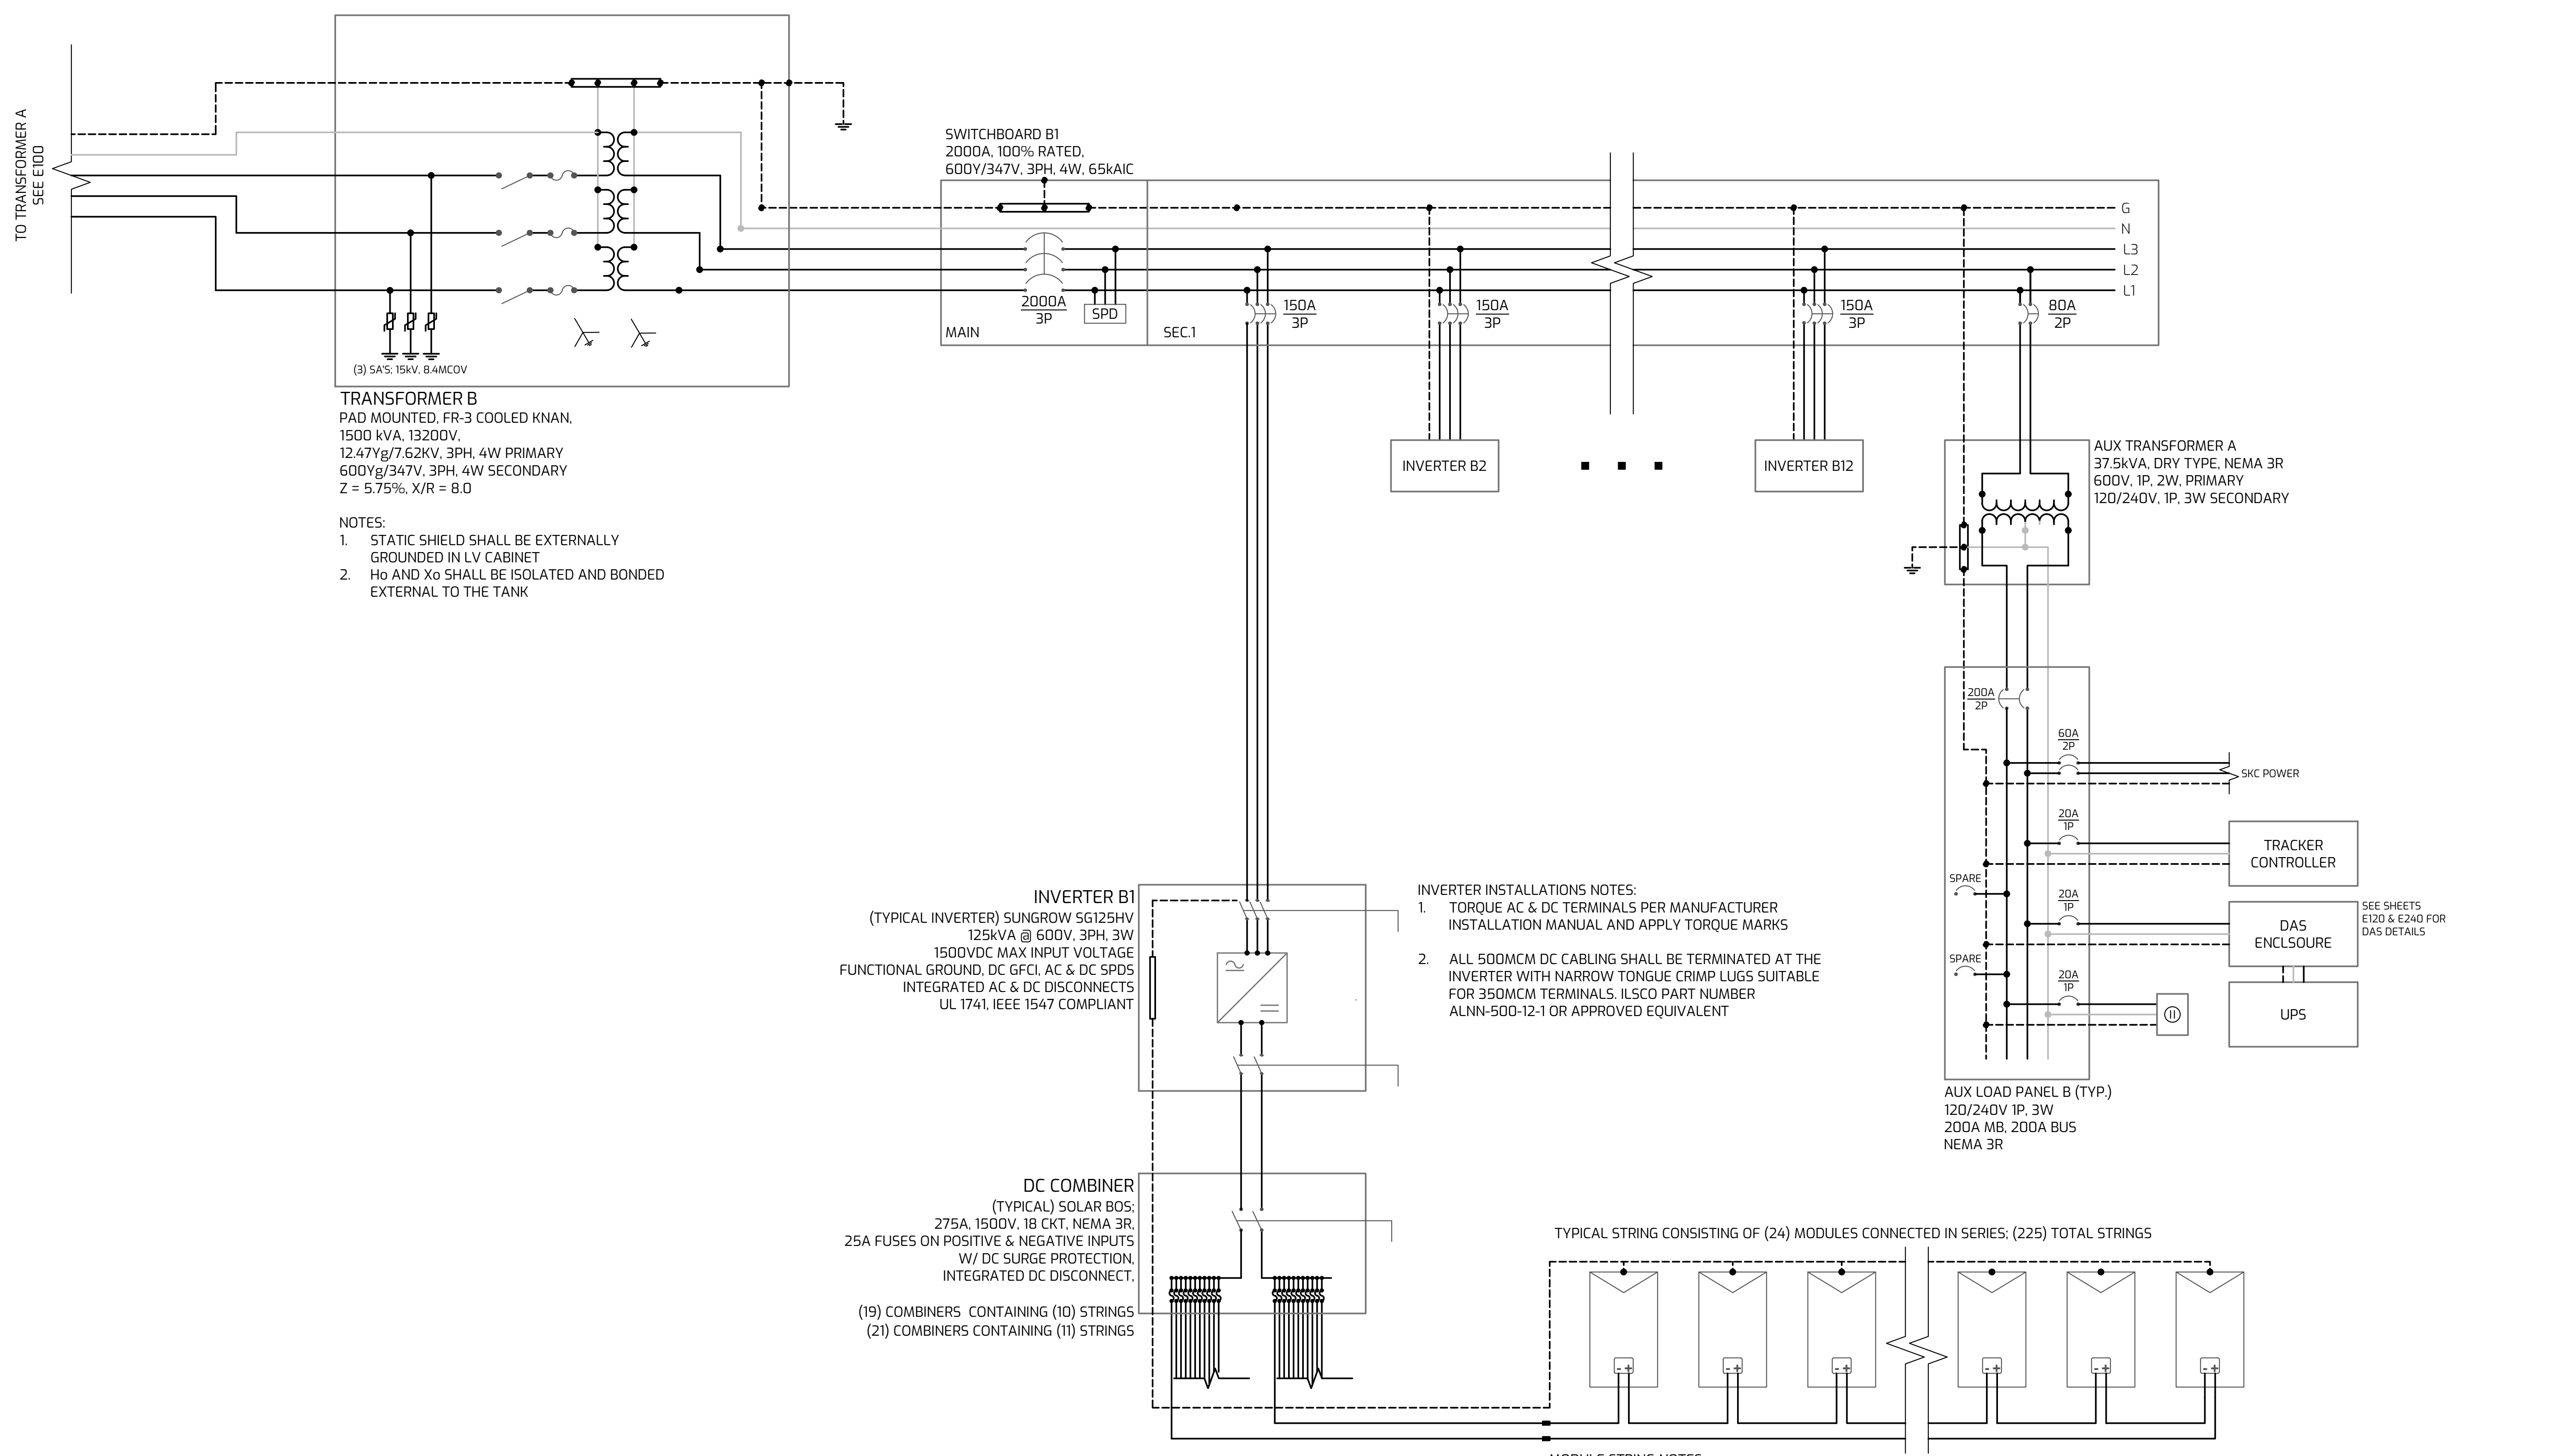 TO TRANSFORMER A
SEE E100
(3) SA'S; 15kV, 8.4MCOV
TRANSFORMER B
PAD MOUNTED, FR-3 COOLED KNAN,
1500 kVA, 13200V,
12.47Yg/7.62KV, 3PH, 4W PRIMARY
600Yg/347V, 3PH, 4W SECONDARY
Z = 5.75%, X/R = 8.0
NOTES:
1. STATIC SHIELD SHALL BE EXTERNALLY
GROUNDED IN LV CABINET
2. Ho AND Xo SHALL BE ISOLATED AND BONDED
EXTERNAL TO THE TANK
SWITCHBOARD B1
2000A, 100% RATED,
600Y/347V, 3PH, 4W, 65kAIC
G
N
L3
L2
L1
2000A
3P
SPD
MAIN
SEC.1
150A
3P
150A
3P
150A
3P
80A
2P
INVERTER B2
INVERTER B12
AUX TRANSFORMER A
37.5kVA, DRY TYPE, NEMA 3R
600V, 1P, 2W, PRIMARY
120/240V, 1P, 3W SECONDARY
200A
2P
60A
2P
SKC POWER
20A
1P
TRACKER
CONTROLLER
SPARE
20A
1P
DAS
ENCLSOURE
SEE SHEETS
E120 & E240 FOR
DAS DETAILS
SPARE
20A
1P
UPS
AUX LOAD PANEL B (TYP.)
120/240V 1P, 3W
200A MB, 200A BUS
NEMA 3R
INVERTER B1
(TYPICAL INVERTER) SUNGROW SG125HV
125kVA @ 600V, 3PH, 3W
1500VDC MAX INPUT VOLTAGE
FUNCTIONAL GROUND, DC GFCI, AC & DC SPDS
INTEGRATED AC & DC DISCONNECTS
UL 1741, IEEE 1547 COMPLIANT
INVERTER INSTALLATIONS NOTES:
1. TORQUE AC & DC TERMINALS PER MANUFACTURER
INSTALLATION MANUAL AND APPLY TORQUE MARKS
2. ALL 500MCM DC CABLING SHALL BE TERMINATED AT THE
INVERTER WITH NARROW TONGUE CRIMP LUGS SUITABLE
FOR 350MCM TERMINALS. ILSCO PART NUMBER
ALNN-500-12-1 OR APPROVED EQUIVALENT
DC COMBINER
(TYPICAL) SOLAR BOS;
275A, 1500V, 18 CKT, NEMA 3R,
25A FUSES ON POSITIVE & NEGATIVE INPUTS
W/ DC SURGE PROTECTION,
INTEGRATED DC DISCONNECT,
(19) COMBINERS CONTAINING (10) STRINGS
(21) COMBINERS CONTAINING (11) STRINGS
TYPICAL STRING CONSISTING OF (24) MODULES CONNECTED IN SERIES; (225) TOTAL STRINGS
- +
- +
- +
- +
- +
- +